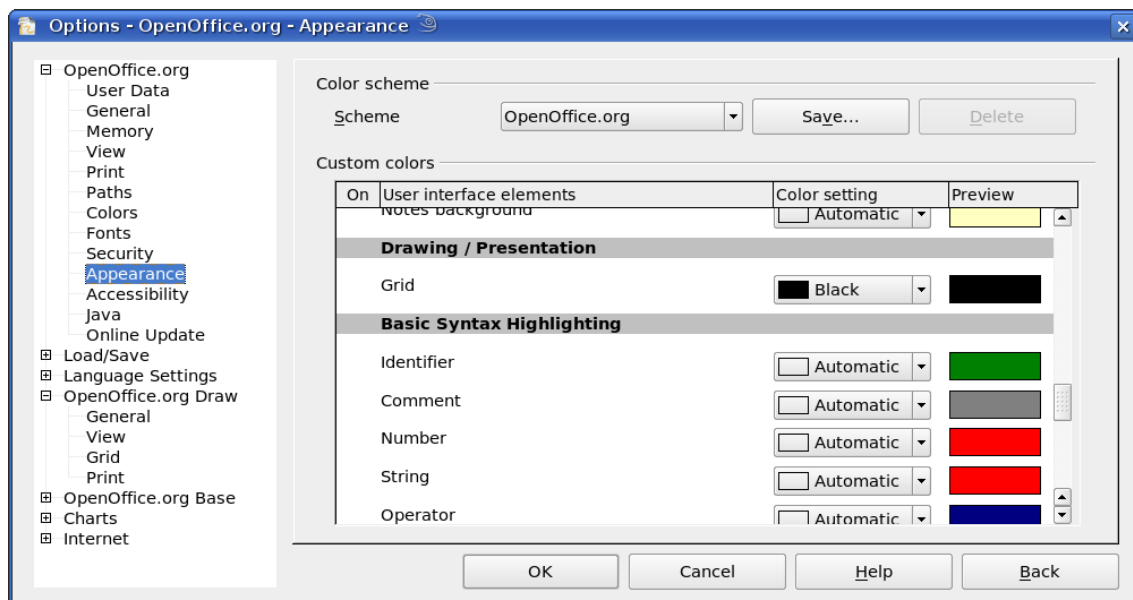 Options - OpenOffice.org - Appearance
OpenOffice.org
User Data
General
Memory
View
Print
Paths
Colors
Fonts
Security
Appearance
Accessibility
Java
Online Update
Load/Save
Language Settings
OpenOffice.org Draw
General
View
Grid
Print
OpenOffice.org Base
Charts
Internet
Color scheme
Scheme OpenOffice.org Save... Delete
Custom colors
On User interface elements Color setting Preview
Notes background Automatic
Drawing / Presentation
Grid Black
Basic Syntax Highlighting
Identifier Automatic
Comment Automatic
Number Automatic
String Automatic
Operator Automatic
OK Cancel Help Back